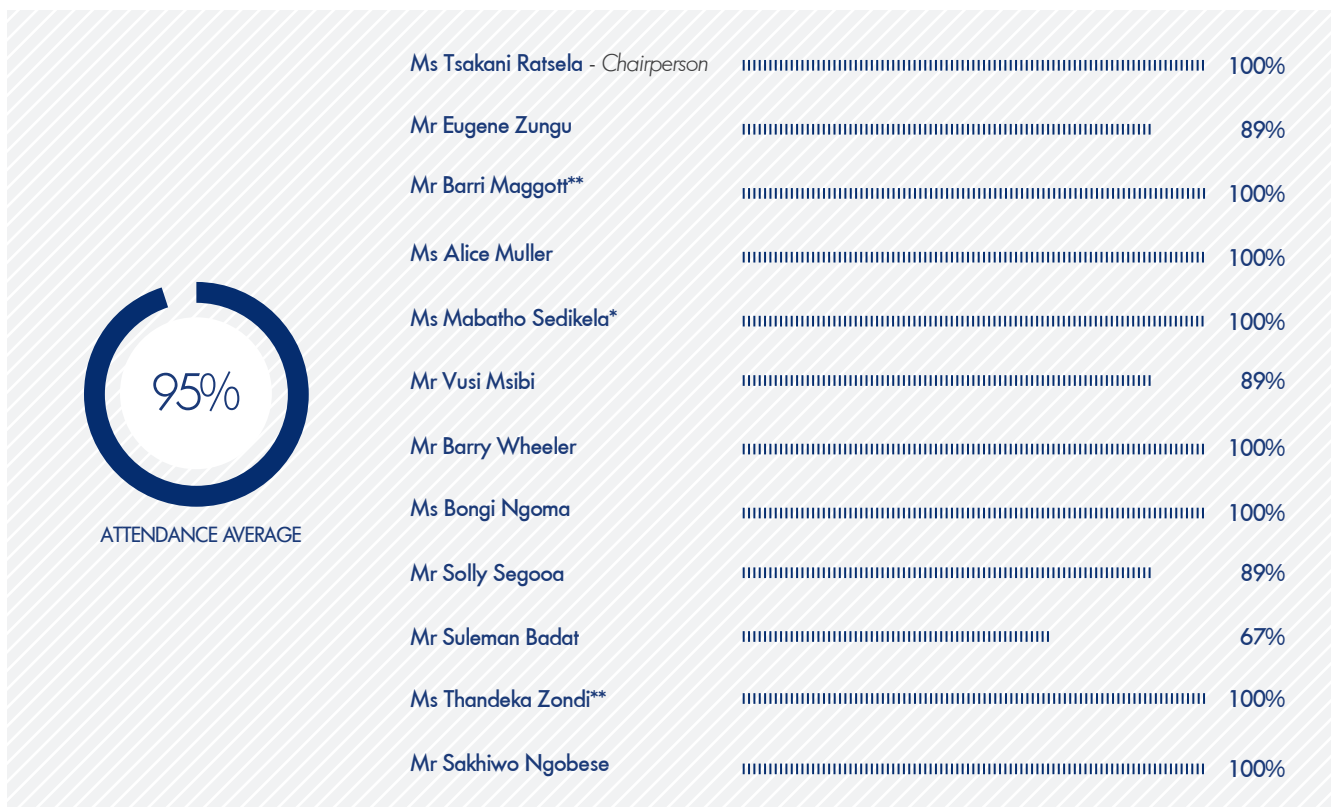 Ms Tsakani Ratsela - Chairperson 100%
Mr Eugene Zungu 89%
Mr Barri Maggott** 100%
Ms Alice Muller 100%
Ms Mabatho Sedikela* 100%
Mr Vusi Msibi 89%
Mr Barry Wheeler 100%
Ms Bongi Ngoma 100%
Mr Solly Segooa 89%
Mr Suleman Badat 67%
Ms Thandeka Zondi** 100%
Mr Sakhiwo Ngobese 100%
95%
ATTENDANCE AVERAGE